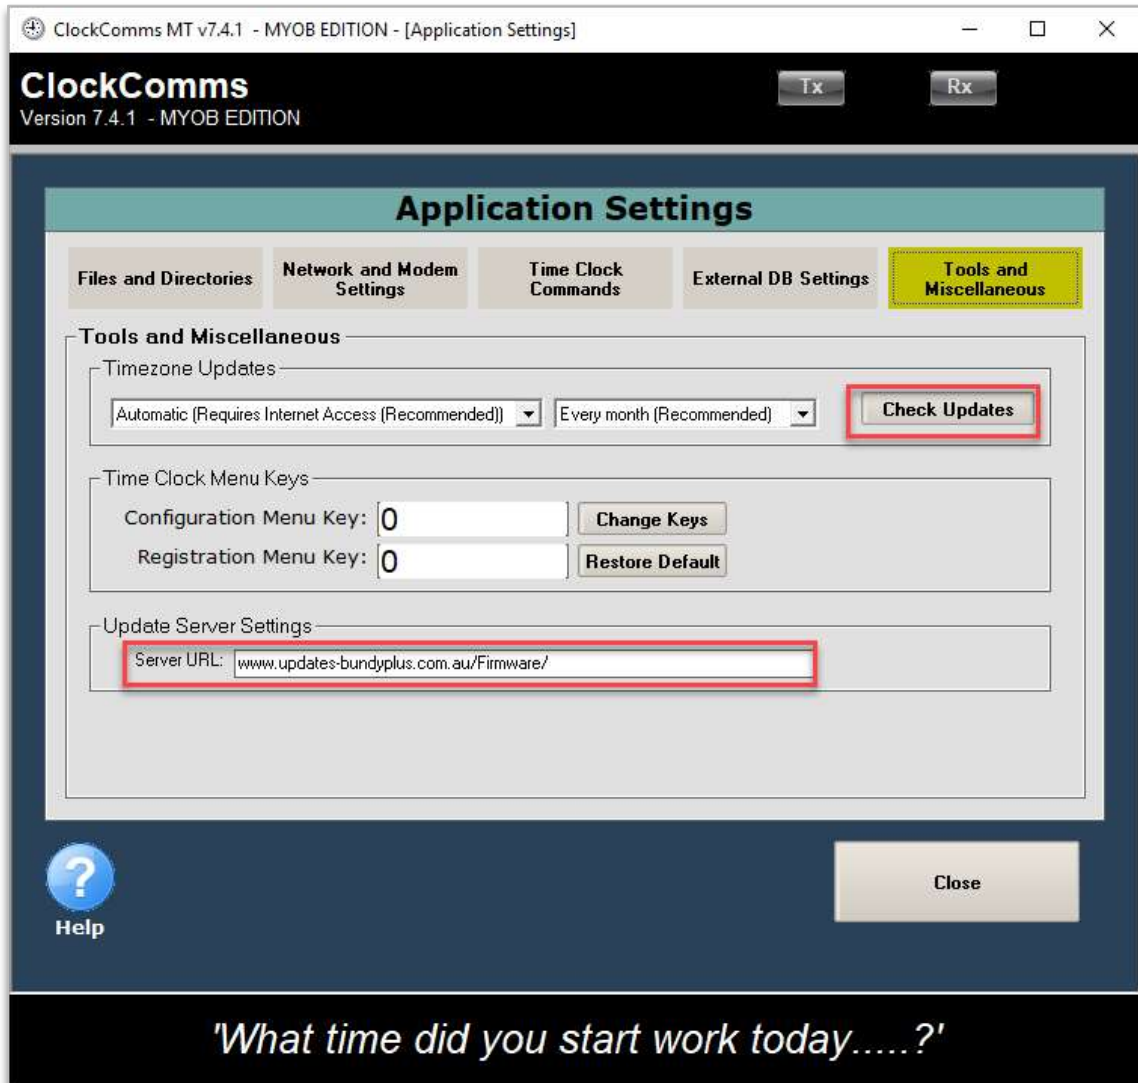 ClockComms MT v7.4.1 - MYOB EDITION - [Application Settings]
ClockComms
Version 7.4.1 - MYOB EDITION
Tx
Rx
Application Settings
Files and Directories
Network and Modem
Settings
Time Clock
Commands
External DB Settings
Tools and
Miscellaneous
Tools and Miscellaneous
Timezone Updates
Automatic (Requires Internet Access (Recommended))
Every month (Recommended)
Check Updates
Time Clock Menu Keys
Configuration Menu Key: 0
Change Keys
Registration Menu Key: 0
Restore Default
Update Server Settings
Server URL: www.updates-bundyplus.com.au/Firmware/
?
Help
Close
'What time did you start work today.....?'